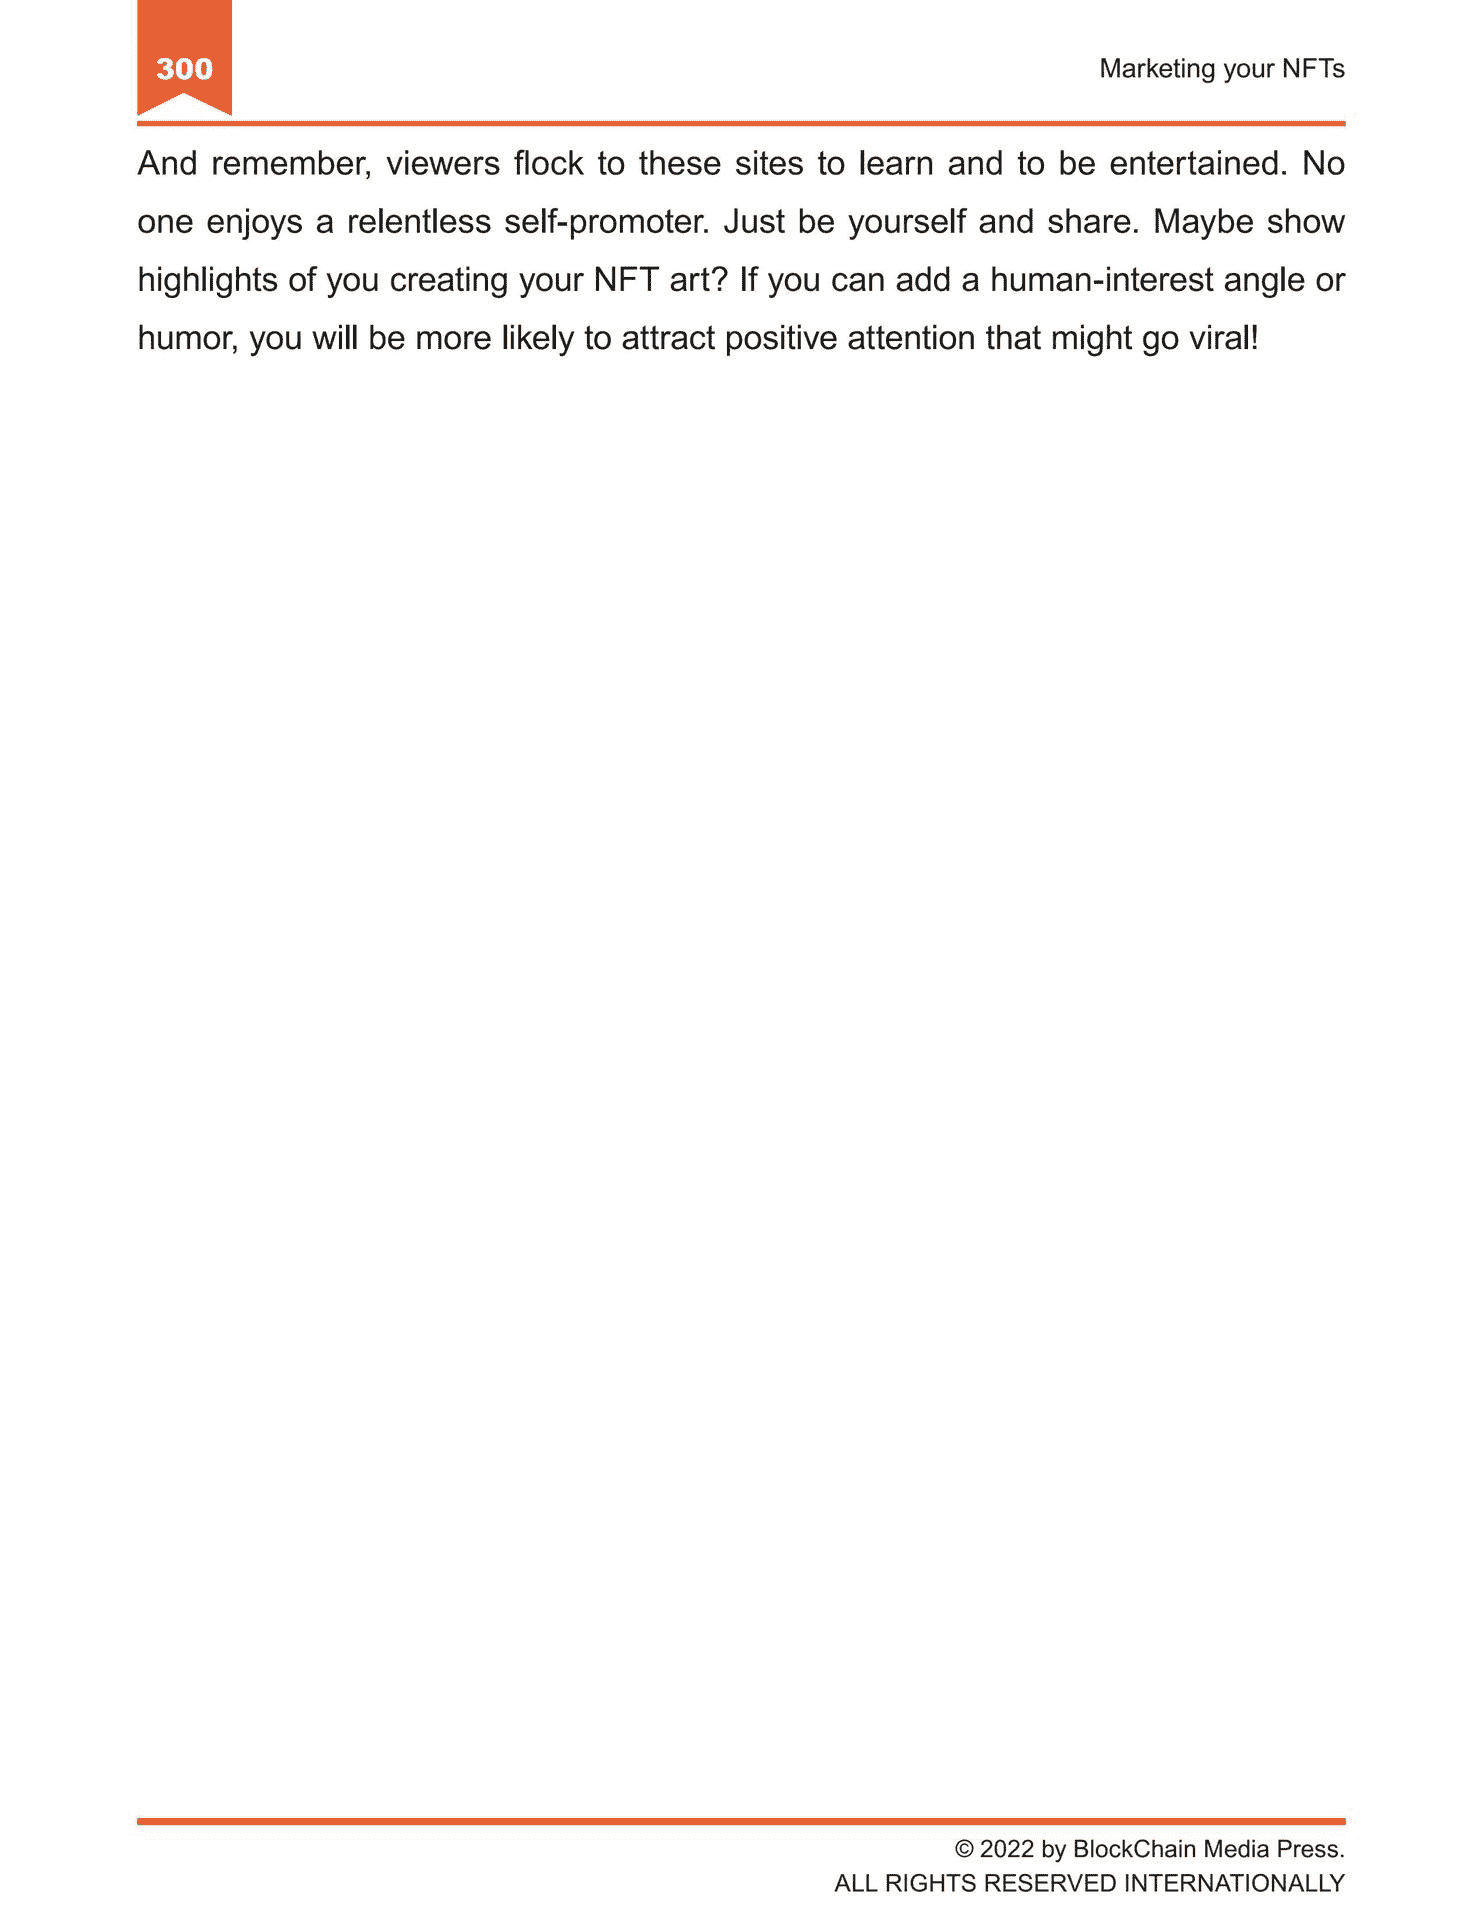 300
Marketing your NFTs
And remember, viewers flock to these sites to learn and to be entertained. No
one enjoys a relentless self-promoter. Just be yourself and share. Maybe show
highlights of you creating your NFT art? If you can add a human-interest angle or
humor, you will be more likely to attract positive attention that might go viral!
© 2022 by BlockChain Media Press.
ALL RIGHTS RESERVED INTERNATIONALLY